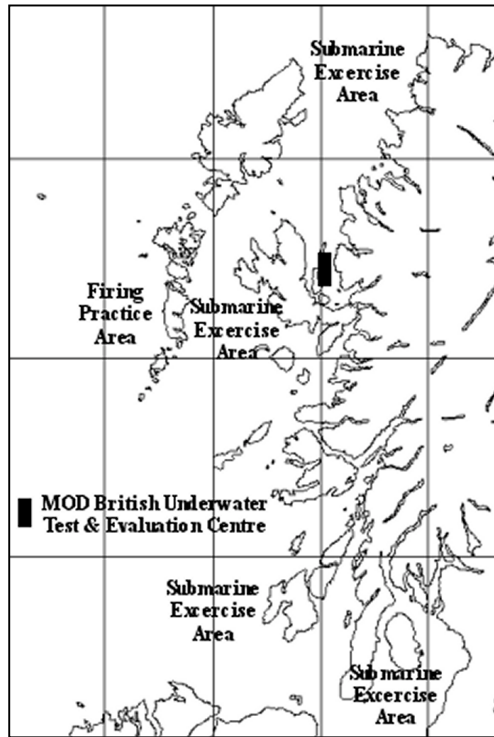 Submarine
Excercise
Area
Firing
Practice
Area
Submarine
Excercise
Area
MOD British Underwater
Test & Evaluation Centre
Submarine
Excercise
Area
Submarine
Excercise
Area